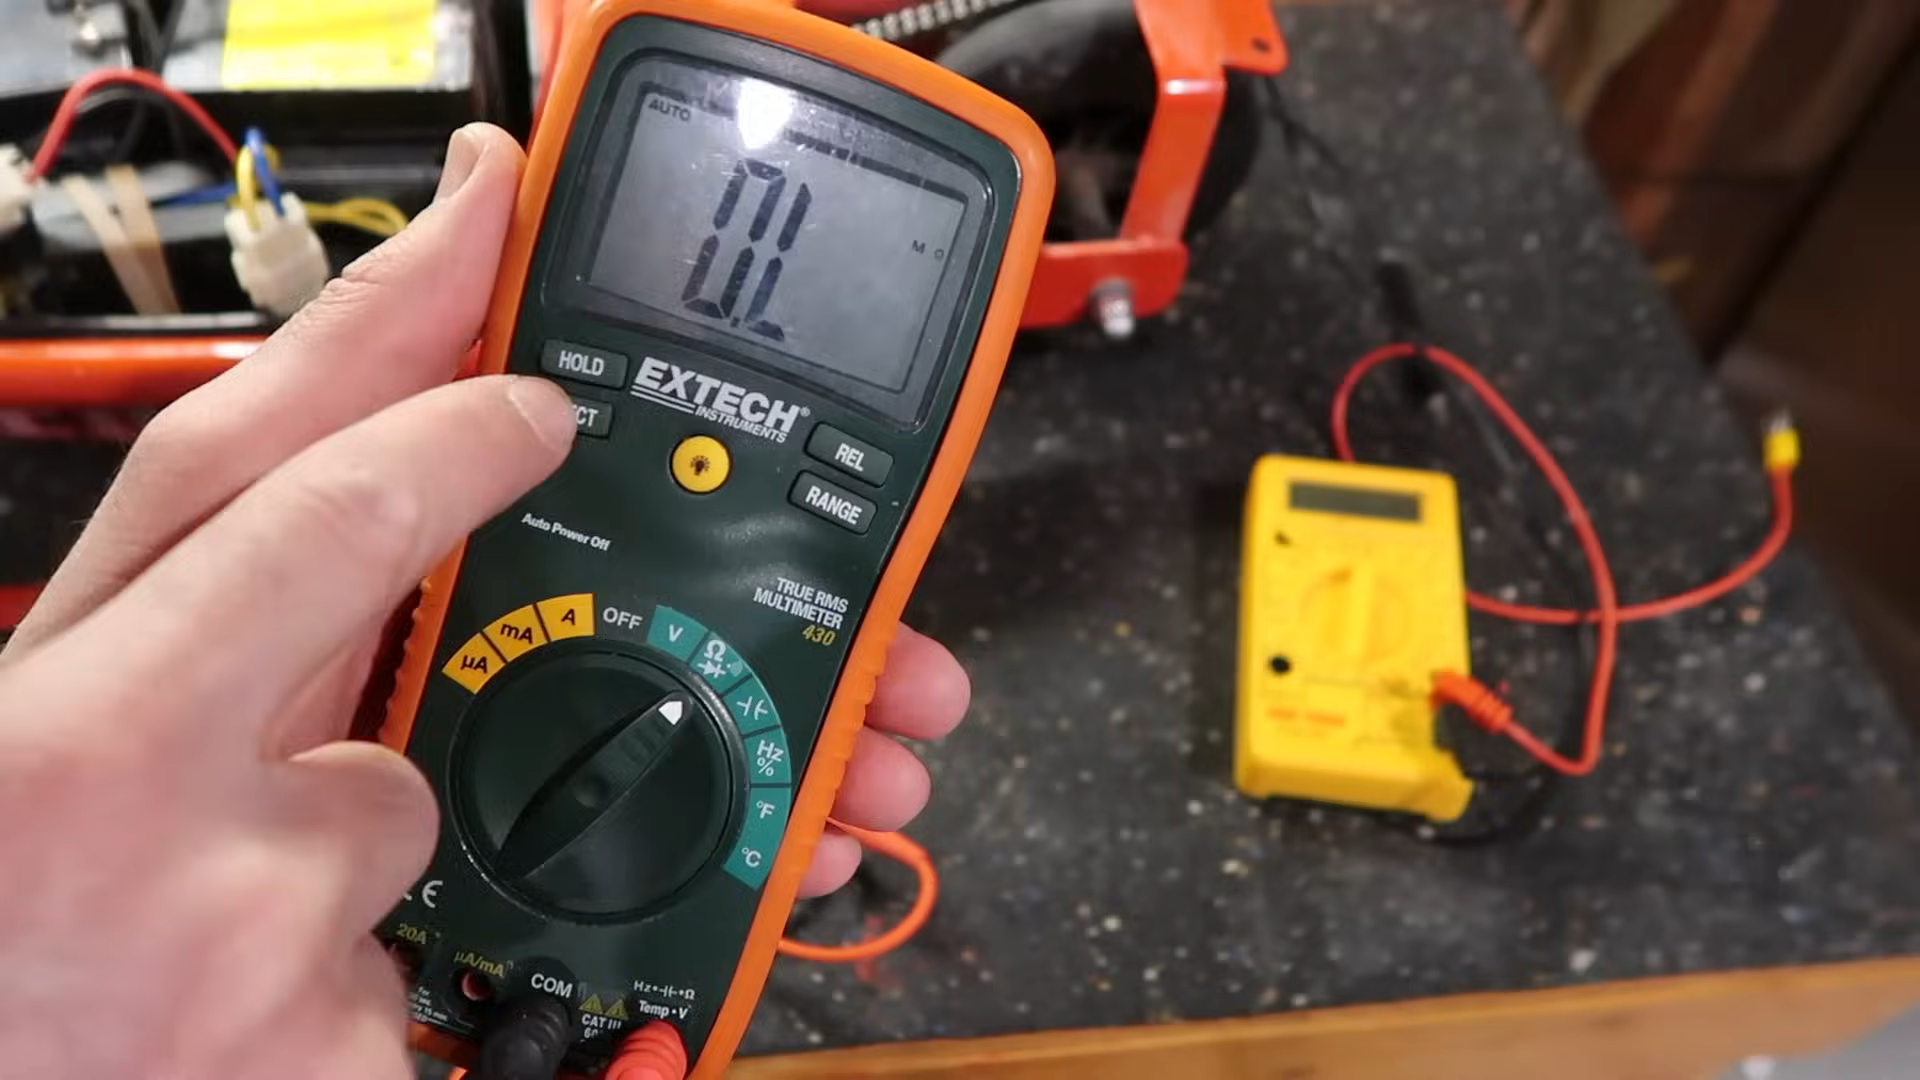 AUTO
0.L
M Ω
HOLD
EXTECH®
INSTRUMENTS
CT
REL
RANGE
Auto Power Off
TRUE RMS
MULTIMETER
430
µA
mA
A
OFF
V
Ω
Hz
%
°F
°C
CE
20A
µA/mA
COM
CAT III
Temp•V